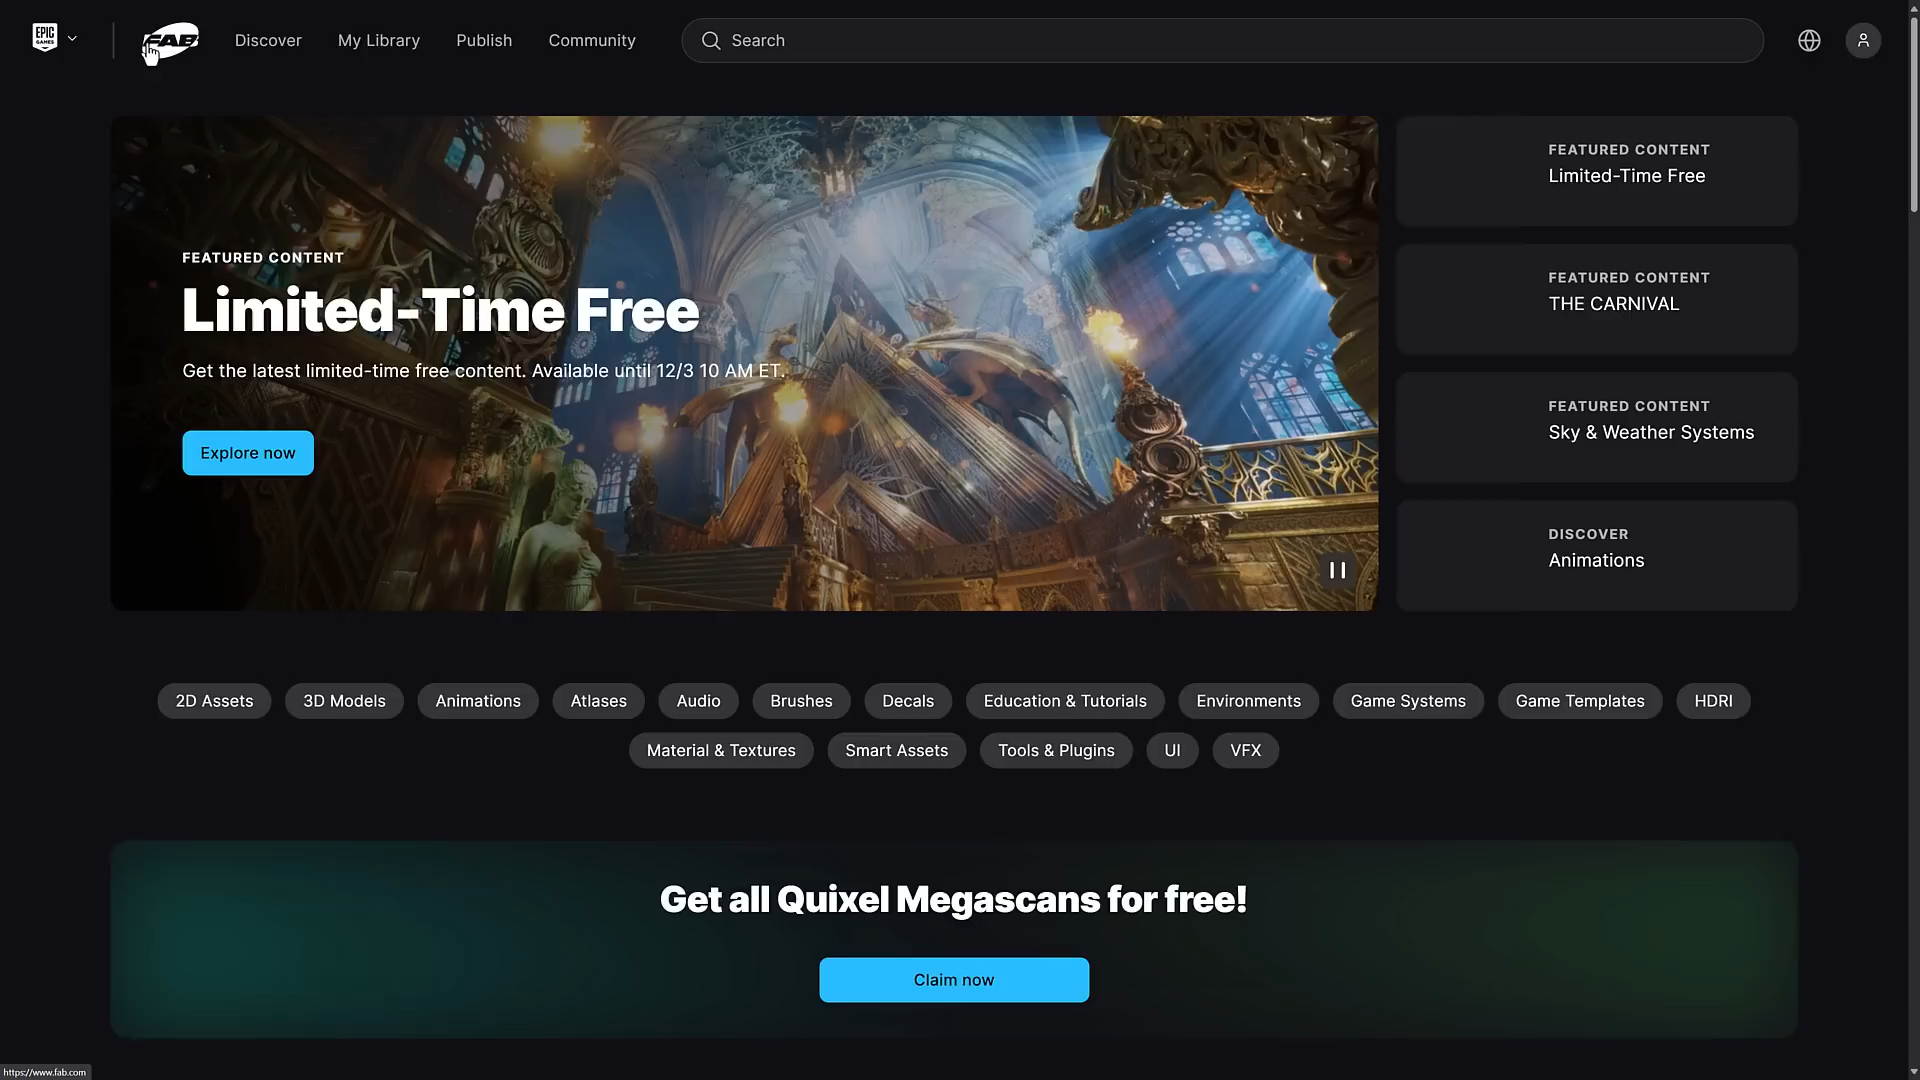 EPIC
GAMES
FAB
Discover
My Library
Publish
Community
Search
FEATURED CONTENT
Limited-Time Free
Get the latest limited-time free content. Available until 12/3 10 AM ET.
Explore now
FEATURED CONTENT
Limited-Time Free
FEATURED CONTENT
THE CARNIVAL
FEATURED CONTENT
Sky & Weather Systems
DISCOVER
Animations
2D Assets
3D Models
Animations
Atlases
Audio
Brushes
Decals
Education & Tutorials
Environments
Game Systems
Game Templates
HDRI
Material & Textures
Smart Assets
Tools & Plugins
UI
VFX
Get all Quixel Megascans for free!
Claim now
https://www.fab.com